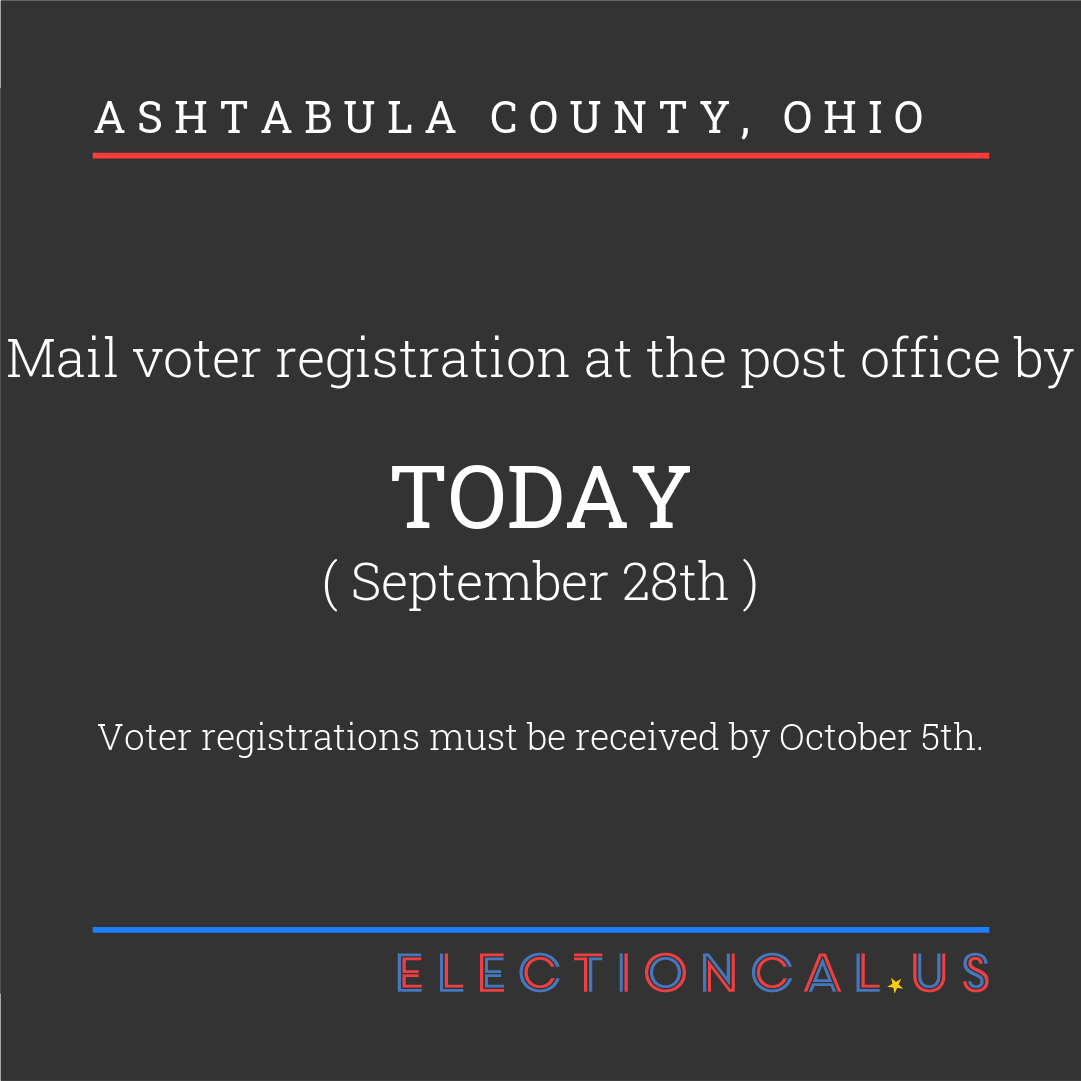 ASHTABULA COUNTY, OHIO
Mail voter registration at the post office by
TODAY
( September 28th )
Voter registrations must be received by October 5th.
ELECTIONCAL.US